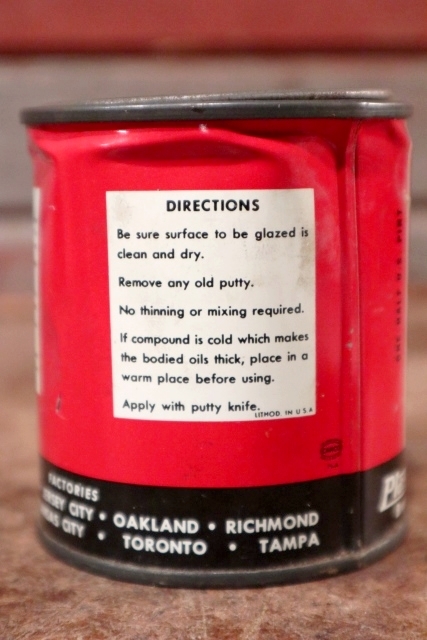 DIRECTIONS
Be sure surface to be glazed is
clean and dry.
Remove any old putty.
No thinning or mixing required.
If compound is cold which makes
the bodied oils thick, place in a
warm place before using.
Apply with putty knife.
LITHOD. IN U S A
FACTORIES
CITY • OAKLAND • RICHMOND
CITY • TORONTO • TAMPA